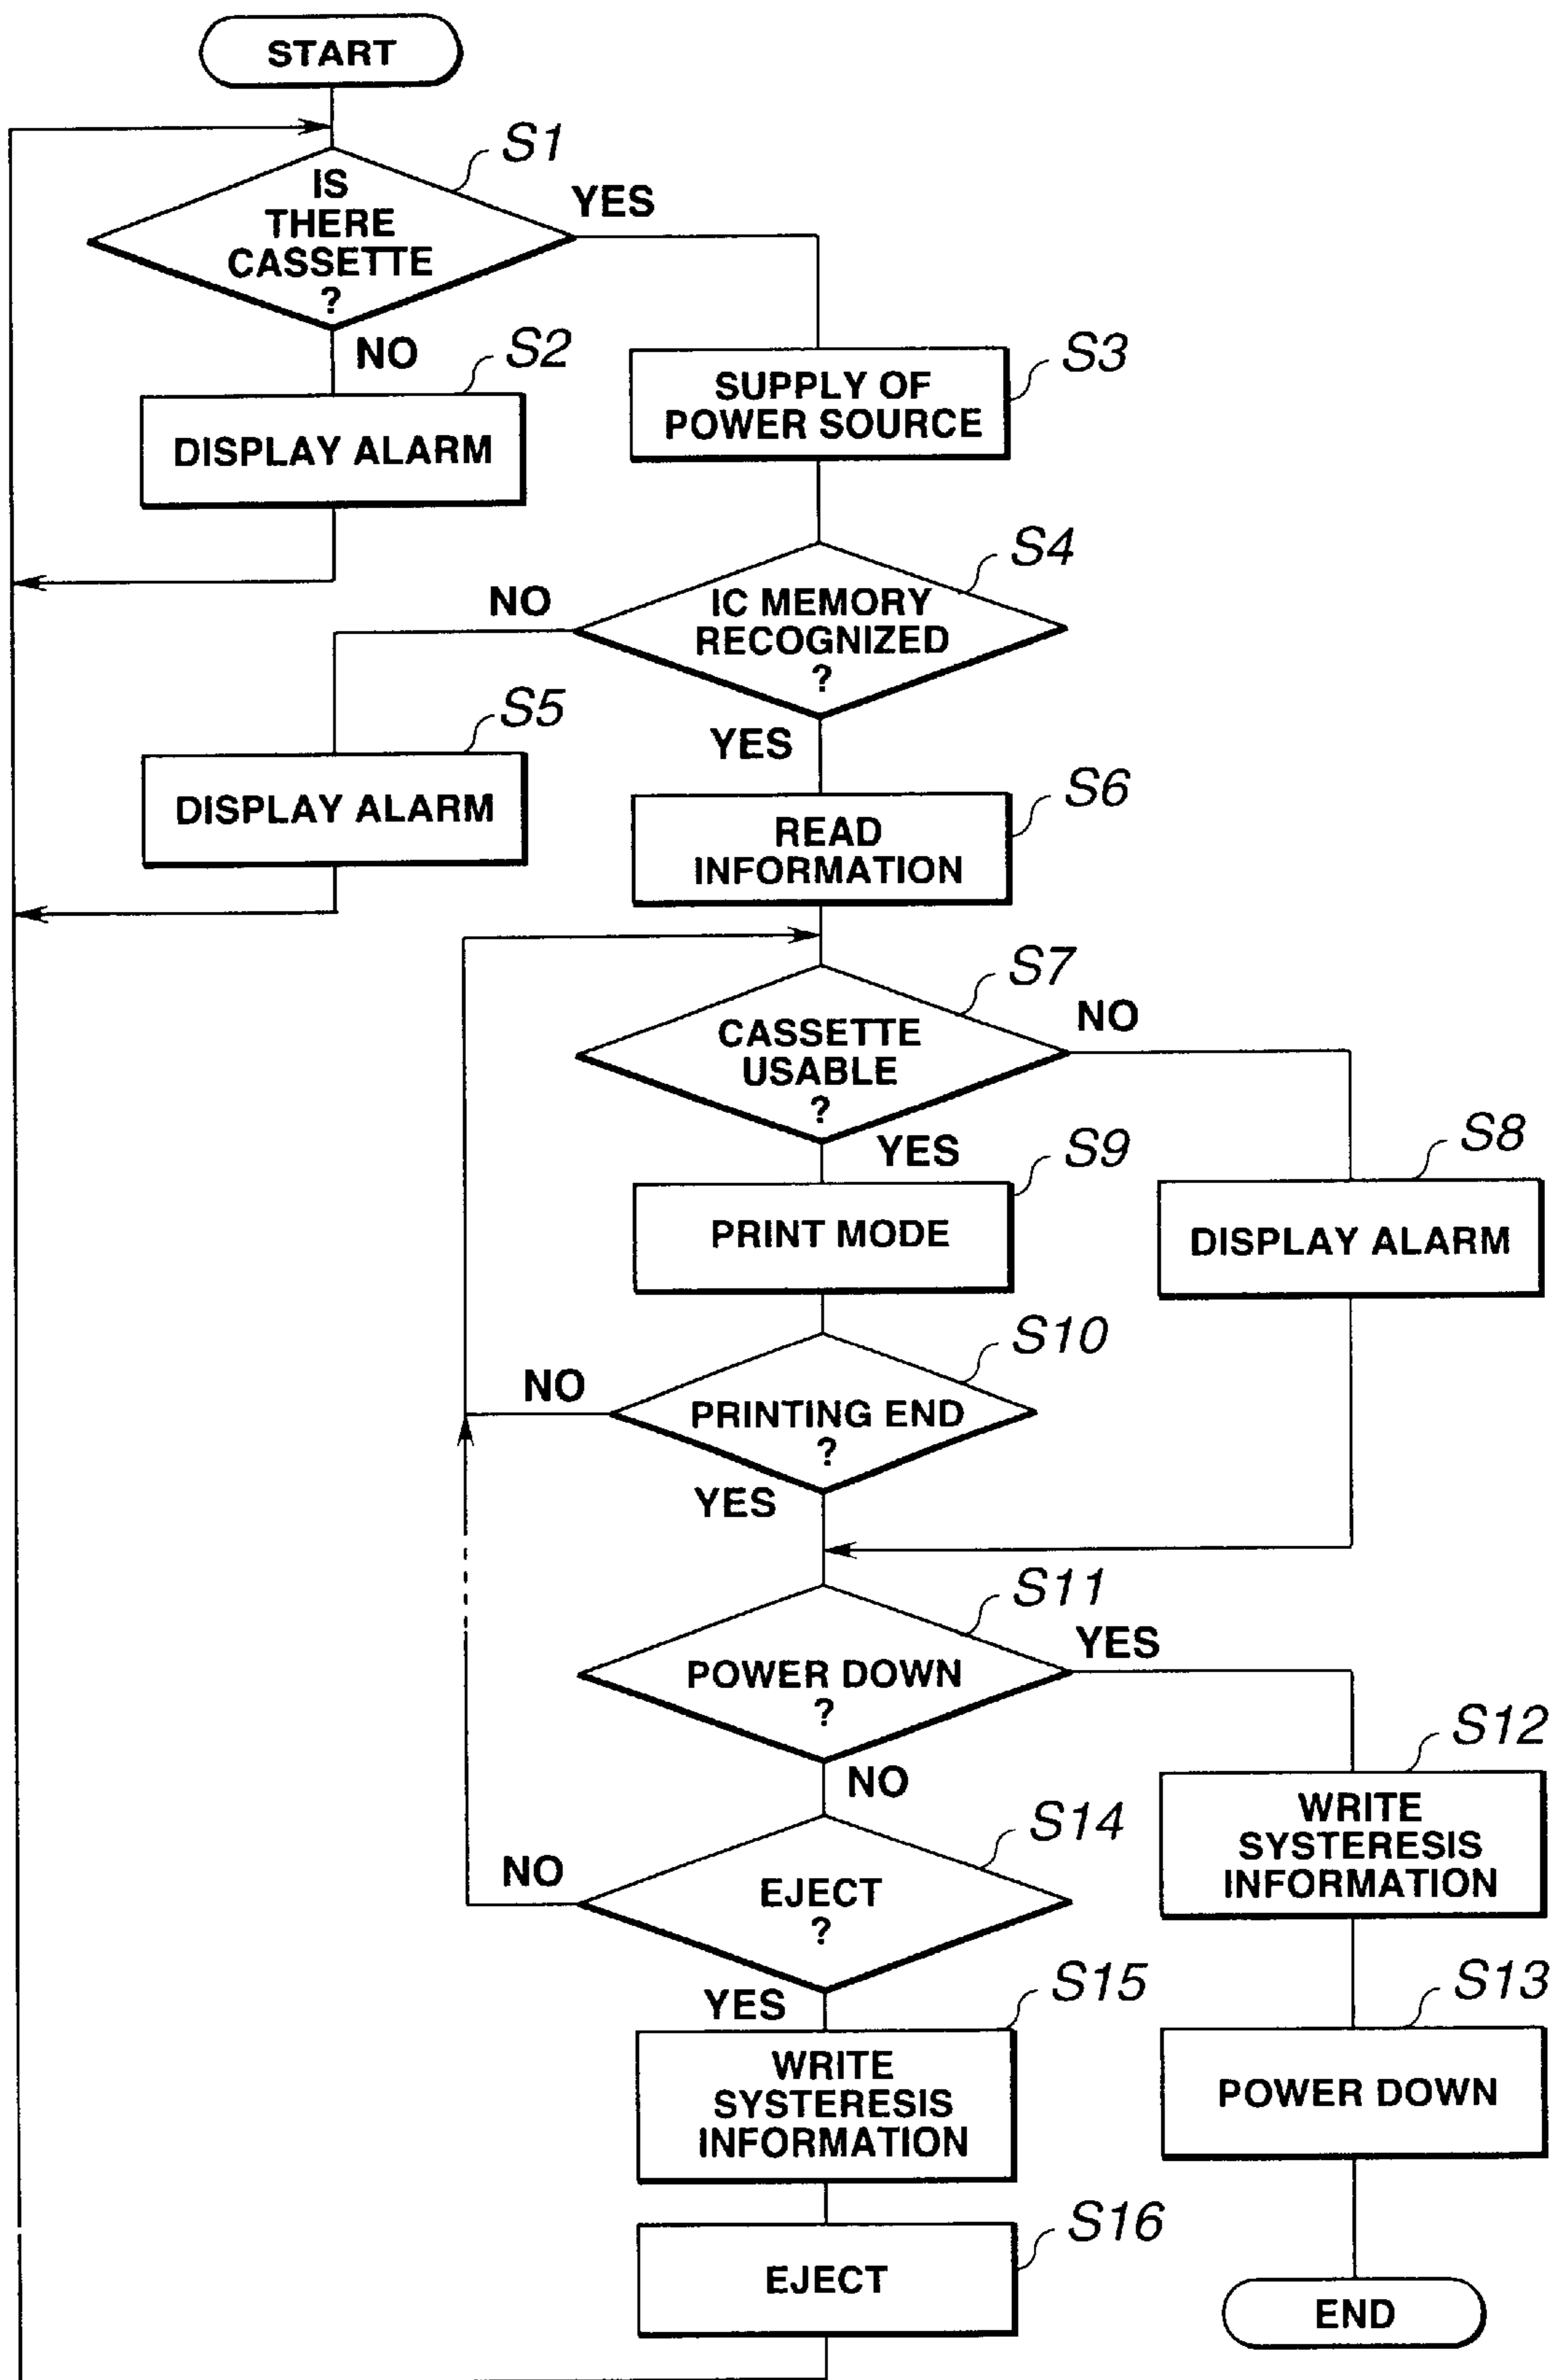 START
S1
IS
THERE
CASSETTE
?
YES
NO
S2
DISPLAY ALARM
S3
SUPPLY OF
POWER SOURCE
S4
IC MEMORY
RECOGNIZED
?
NO
S5
DISPLAY ALARM
YES
S6
READ
INFORMATION
S7
CASSETTE
USABLE
?
NO
S8
DISPLAY ALARM
YES
S9
PRINT MODE
S10
PRINTING END
?
NO
YES
S11
POWER DOWN
?
YES
S12
WRITE
SYSTERESIS
INFORMATION
S13
POWER DOWN
END
NO
S14
EJECT
?
NO
YES
S15
WRITE
SYSTERESIS
INFORMATION
S16
EJECT